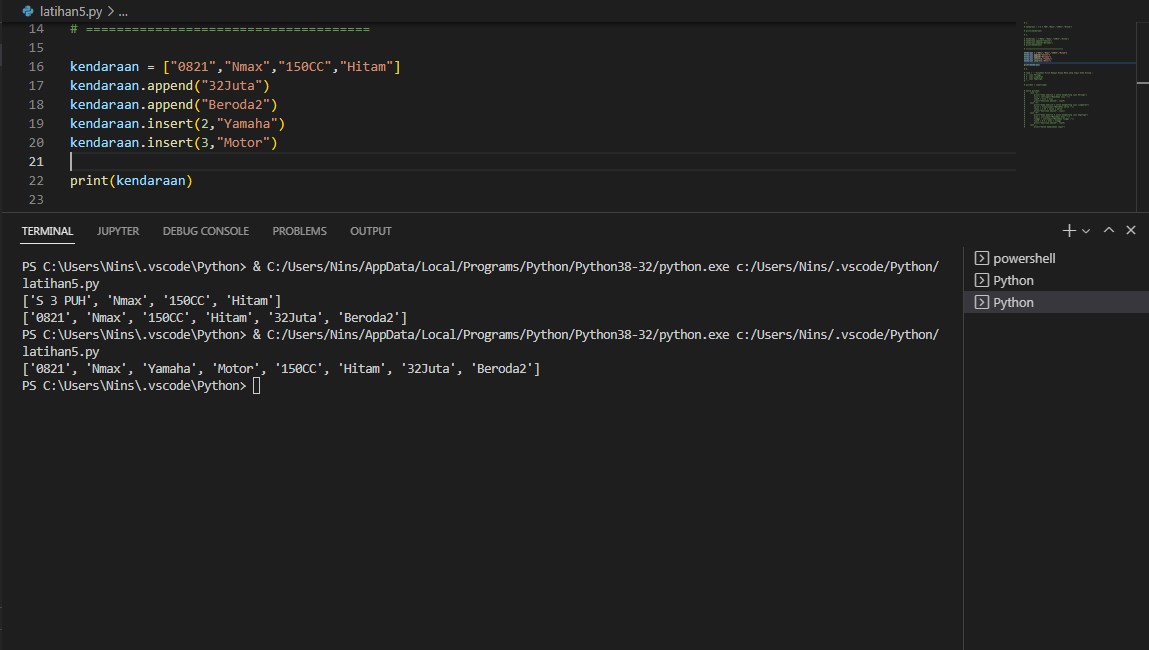 latihan5.py > ...
14 # =====================================
15
16 kendaraan = ["0821","Nmax","150CC","Hitam"]
17 kendaraan.append("32Juta")
18 kendaraan.append("Beroda2")
19 kendaraan.insert(2,"Yamaha")
20 kendaraan.insert(3,"Motor")
21
22 print(kendaraan)
23
TERMINAL JUPYTER DEBUG CONSOLE PROBLEMS OUTPUT
PS C:\Users\Nins\.vscode\Python> & C:/Users/Nins/AppData/Local/Programs/Python/Python38-32/python.exe c:/Users/Nins/.vscode/Python/
latihan5.py
['S 3 PUH', 'Nmax', '150CC', 'Hitam']
['0821', 'Nmax', '150CC', 'Hitam', '32Juta', 'Beroda2']
PS C:\Users\Nins\.vscode\Python> & C:/Users/Nins/AppData/Local/Programs/Python/Python38-32/python.exe c:/Users/Nins/.vscode/Python/
latihan5.py
['0821', 'Nmax', 'Yamaha', 'Motor', '150CC', 'Hitam', '32Juta', 'Beroda2']
PS C:\Users\Nins\.vscode\Python>
powershell
Python
Python